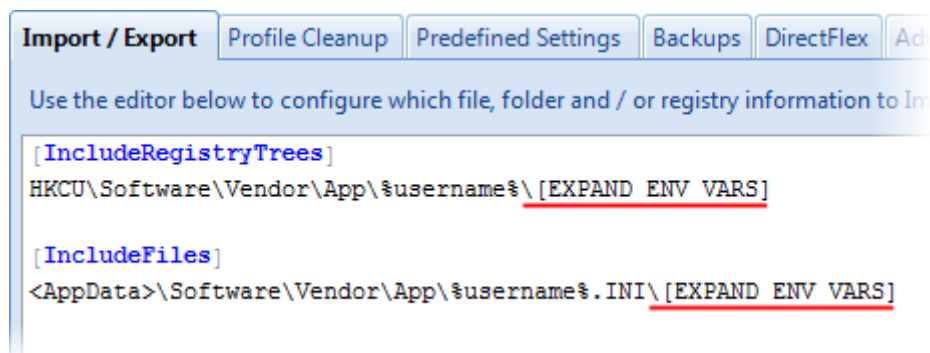 Import / Export Profile Cleanup Predefined Settings Backups DirectFlex
Use the editor below to configure which file, folder and / or registry information to
[IncludeRegistryTrees]
HKCU\Software\Vendor\App\%username%\[EXPAND ENV VARS]
[IncludeFiles]
<AppData>\Software\Vendor\App\%username%.INI\[EXPAND ENV VARS]